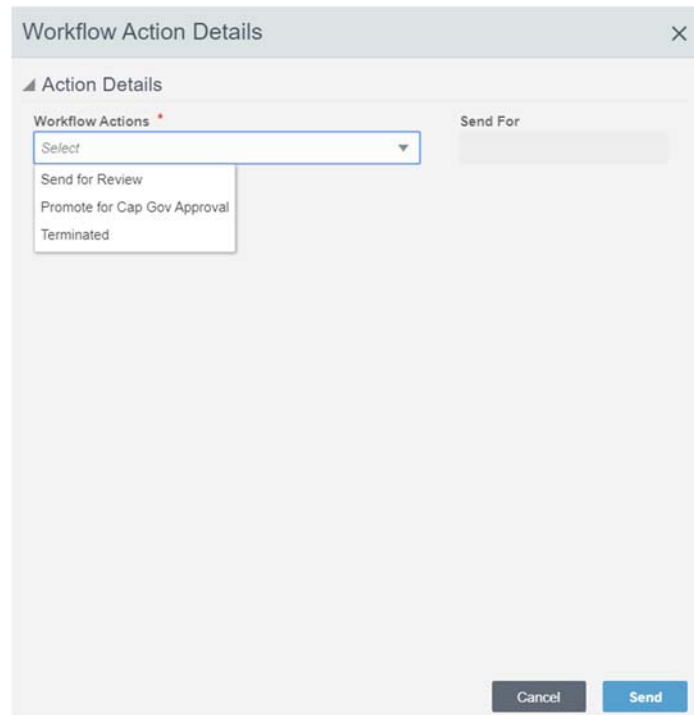 Workflow Action Details
Action Details
Workflow Actions * Send For
Select
Send for Review
Promote for Cap Gov Approval
Terminated
Cancel Send